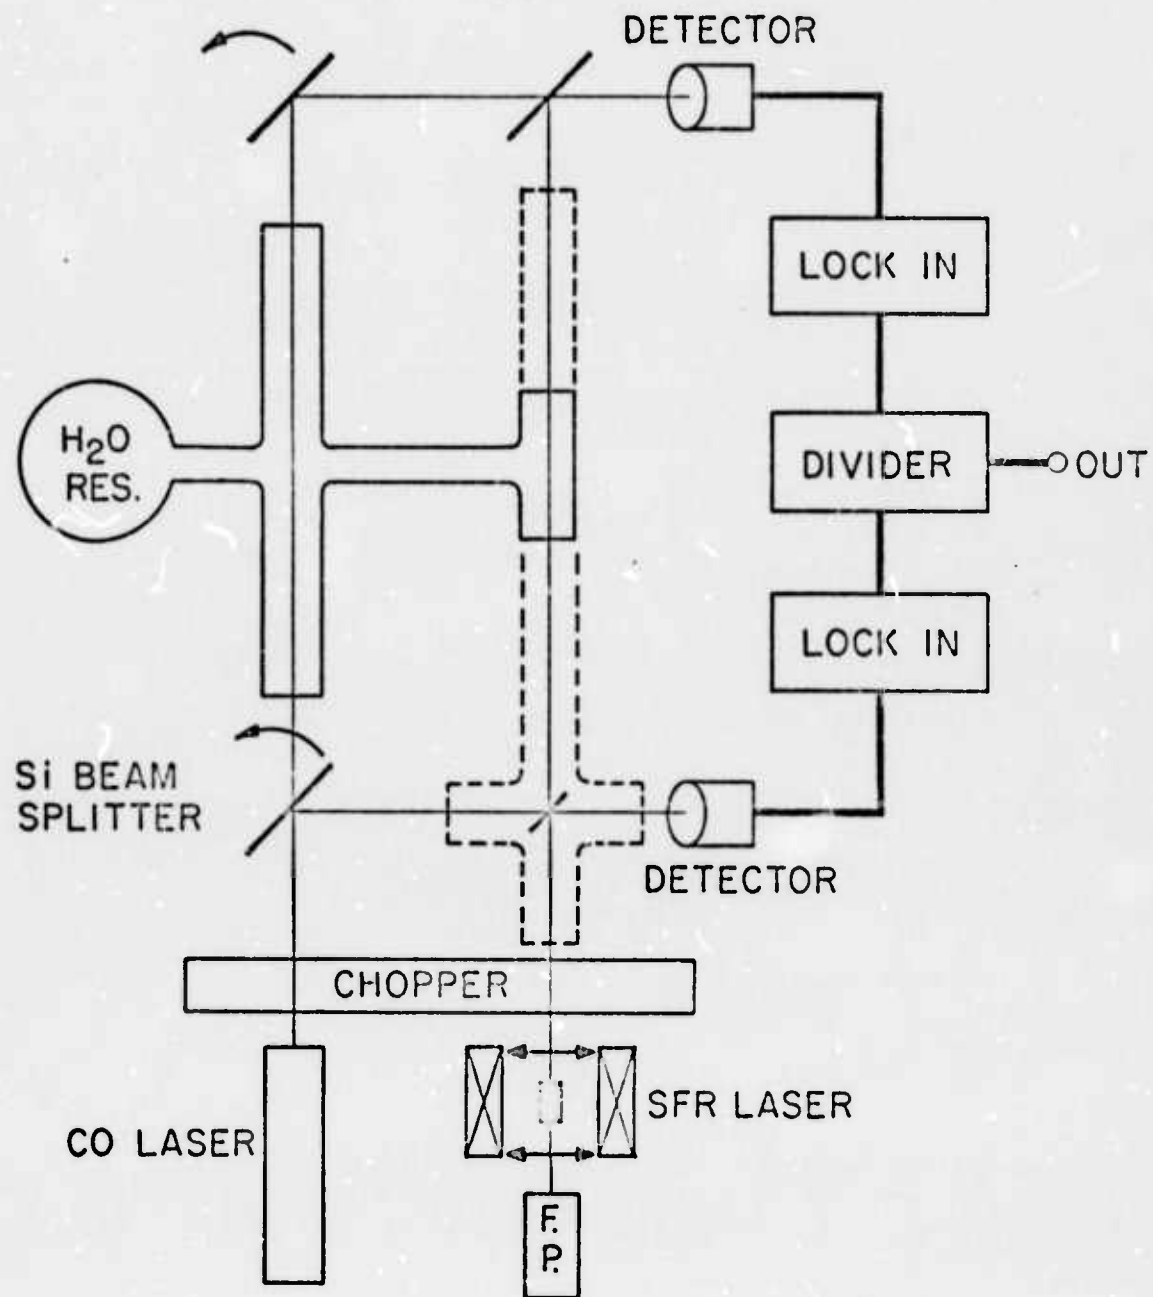 DETECTOR
LOCK IN
H2O
RES.
DIVIDER
OUT
LOCK IN
Si BEAM
SPLITTER
DETECTOR
CHOPPER
SFR LASER
CO LASER
F.
P.